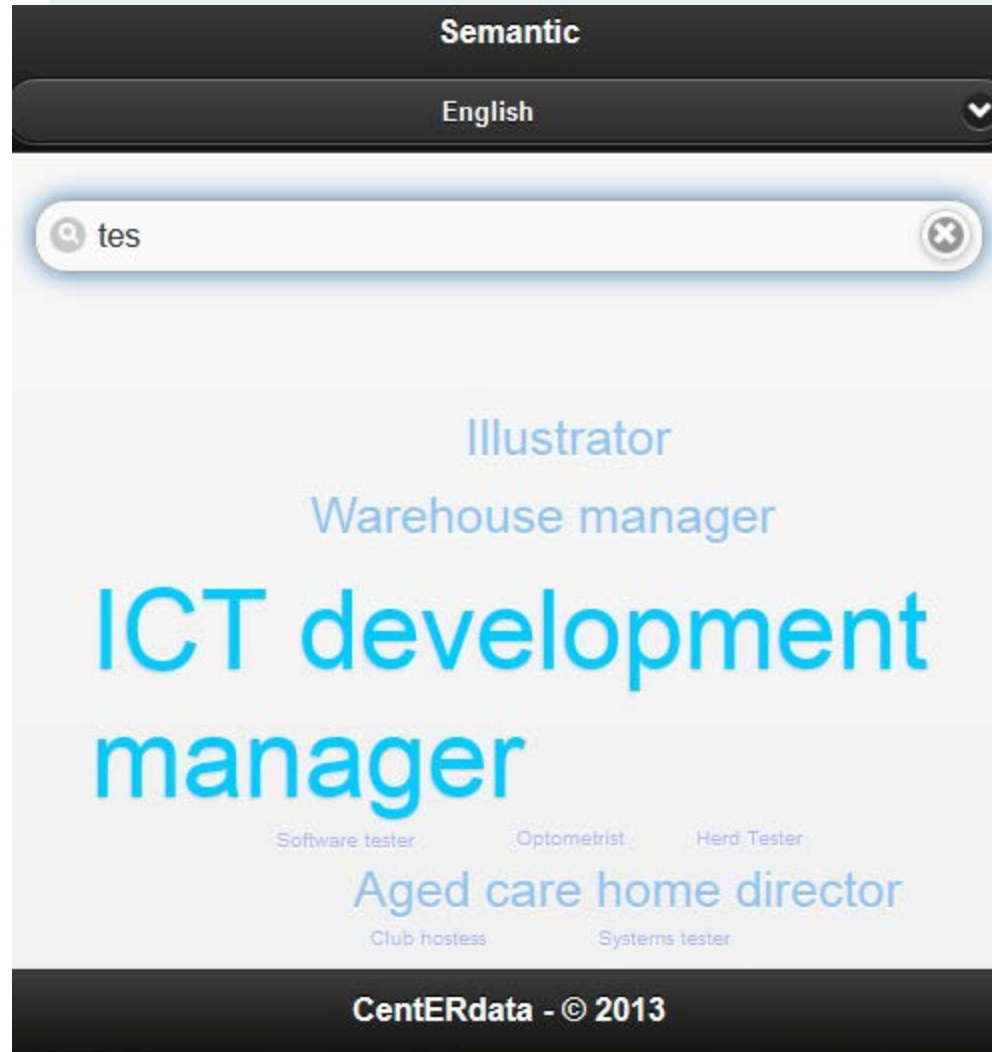 Semantic
English
tes
Illustrator
Warehouse manager
ICT development
manager
Software tester Optometrist Herd Tester
Aged care home director
Club hostess Systems tester
CentERdata - © 2013